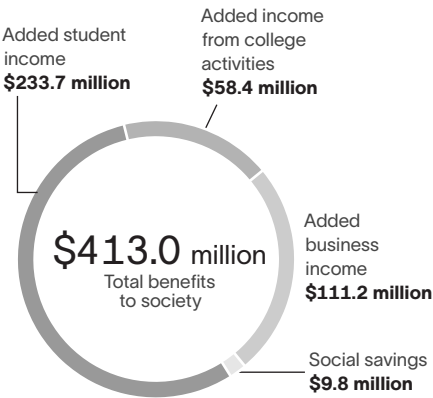 Added student
income
$233.7 million
Added income
from college
activities
$58.4 million
$413.0 million
Total benefits
to society
Added
business
income
$111.2 million
Social savings
$9.8 million